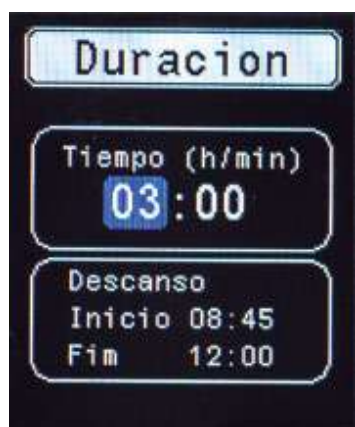 Duracion
Tiempo (h/min)
03:00
Descanso
Inicio 08:45
Fim 12:00